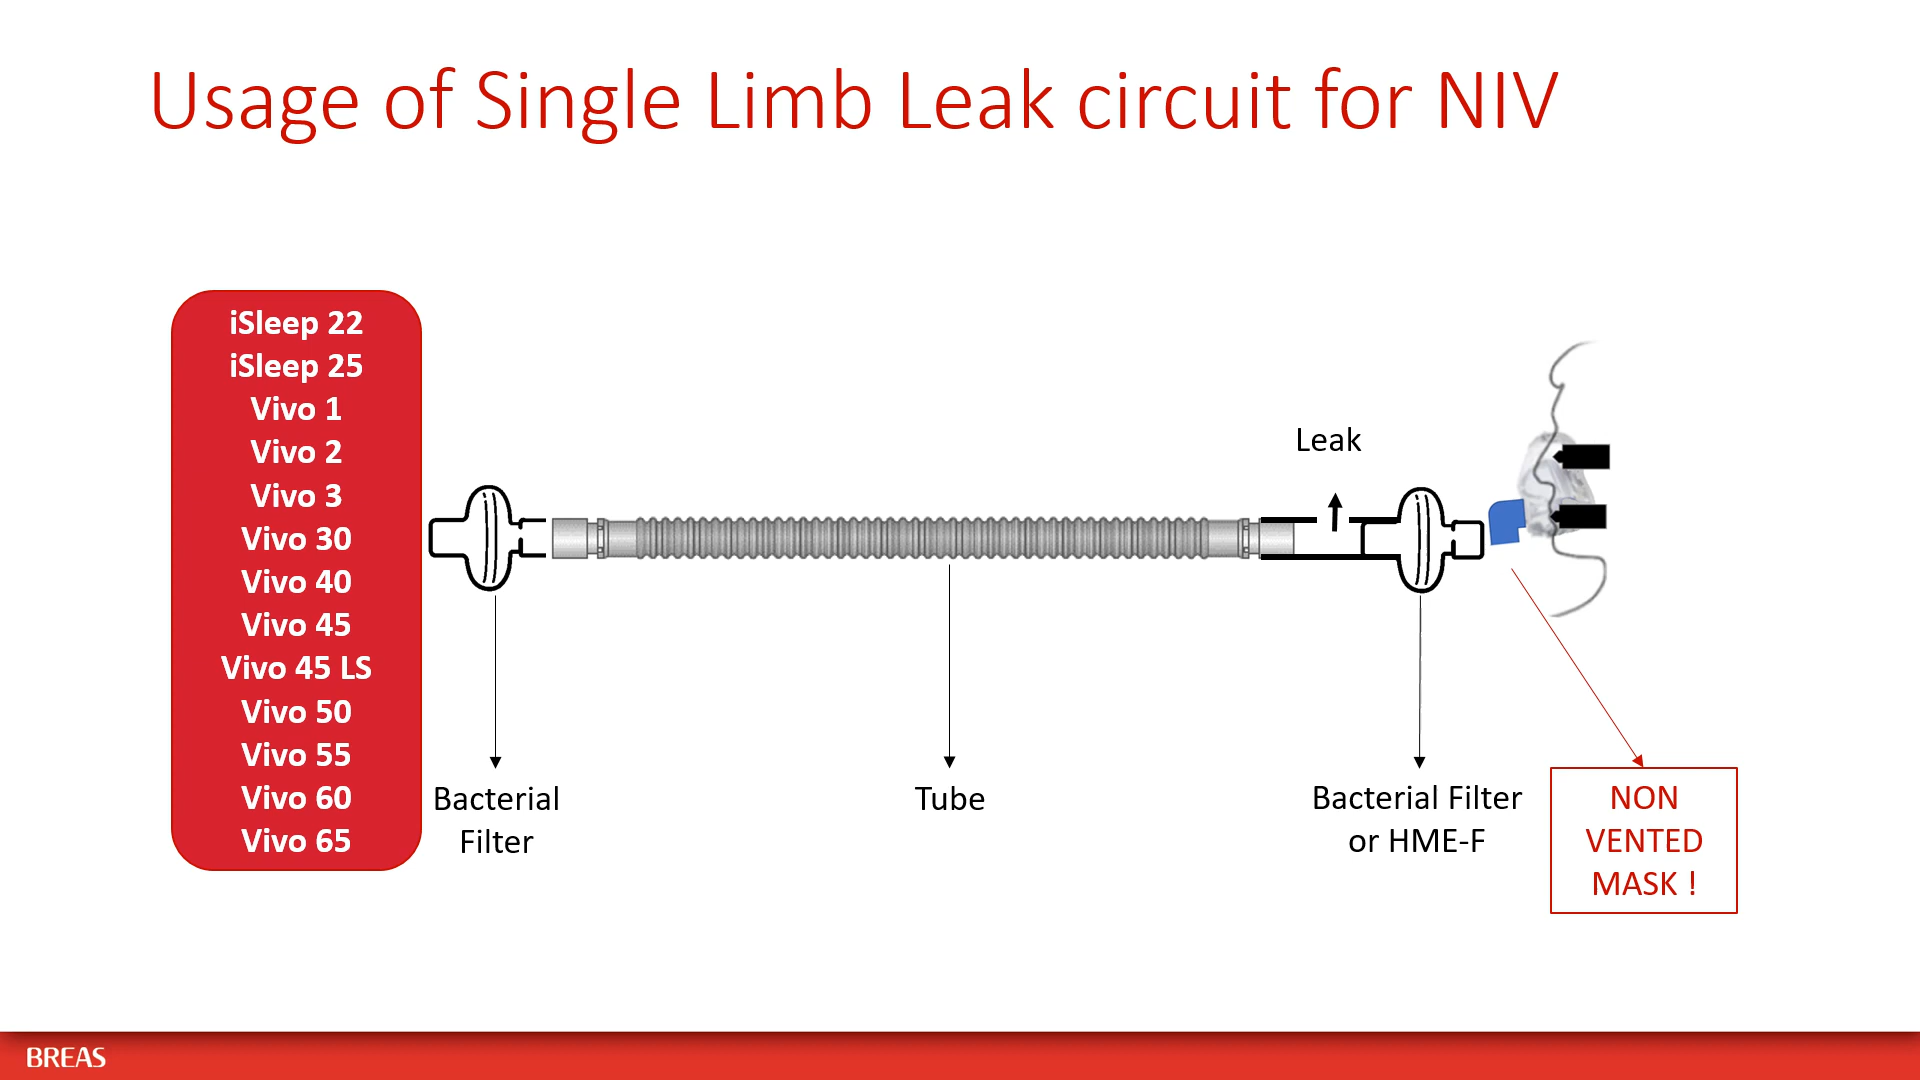 Usage of Single Limb Leak circuit for NIV
iSleep 22
iSleep 25
Vivo 1
Vivo 2
Vivo 3
Vivo 30
Vivo 40
Vivo 45
Vivo 45 LS
Vivo 50
Vivo 55
Vivo 60
Vivo 65
Leak
Bacterial
Filter
Tube
Bacterial Filter
or HME-F
NON
VENTED
MASK !
BREAS